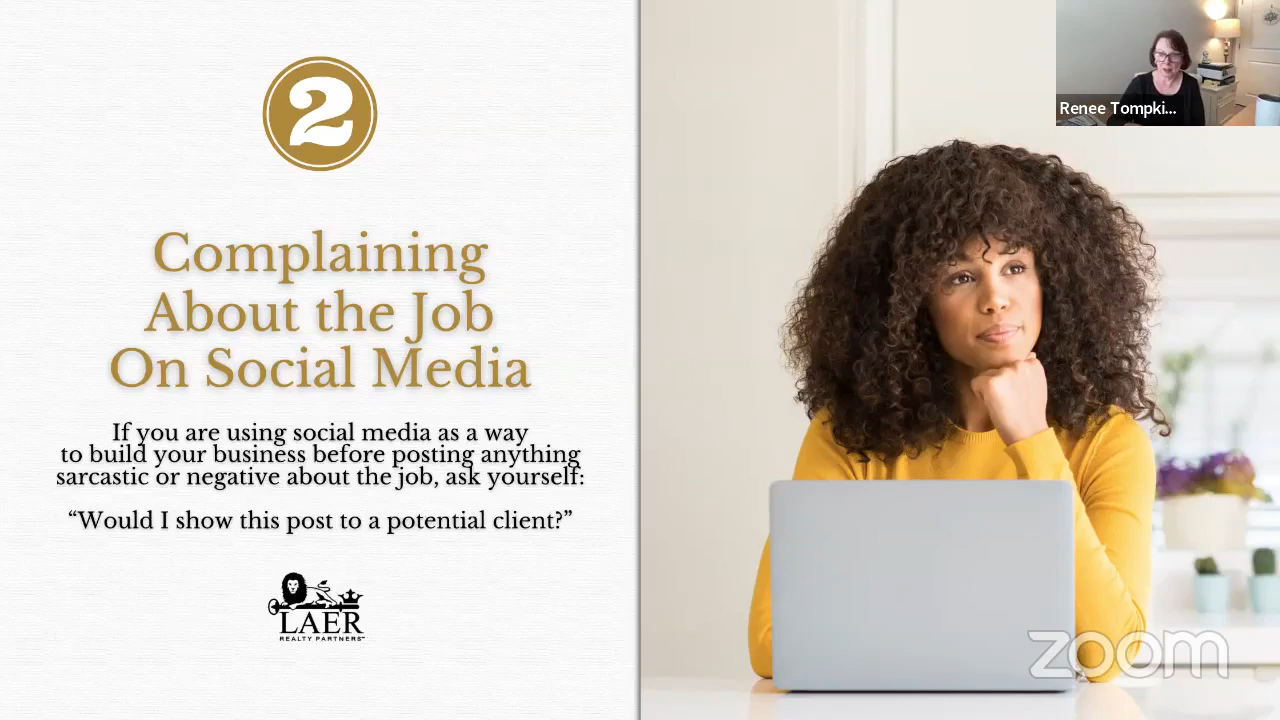 2
Complaining
About the Job
On Social Media
If you are using social media as a way
to build your business before posting anything
sarcastic or negative about the job, ask yourself:
“Would I show this post to a potential client?”
LAER
REALTY PARTNERS™
Renee Tompki...
zoom